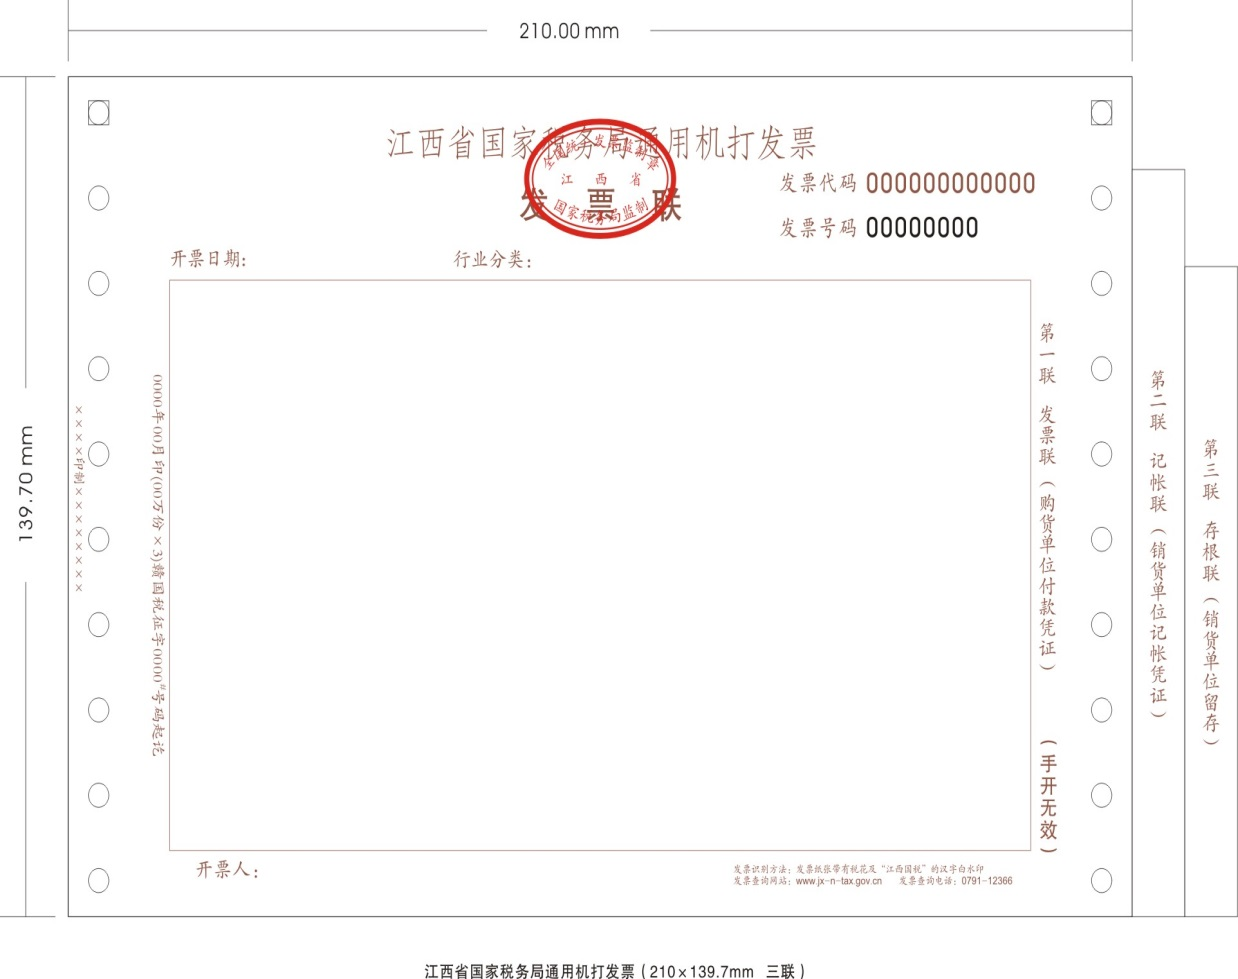 210.00 mm
江西省国家税务局通用机打发票
全国统一发票监制章
江 西 省
国家税务局监制
发 票 联
发票代码 000000000000
发票号码 00000000
开票日期:
行业分类:
139.70 mm
××××印制××××××××
0000年00月印(00万份×3)赣国税征字0000#号码起讫
第一联 发票联(购货单位付款凭证)
(手开无效)
第二联 记帐联(销货单位记帐凭证)
第三联 存根联(销货单位留存)
开票人:
发票识别方法:发票纸张带有税花及“江西国税”的汉字白水印
发票查询网站:www.jx-n-tax.gov.cn 发票查询电话:0791-12366
江西省国家税务局通用机打发票(210×139.7mm 三联)